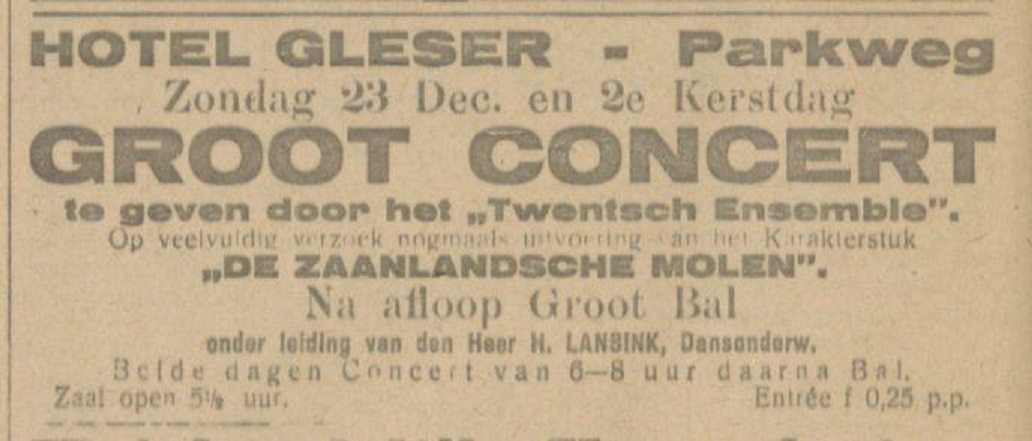 HOTEL GLESER - Parkweg
Zondag 23 Dec. en 2e Kerstdag
GROOT CONCERT
te geven door het „Twentsch Ensemble”.
Op veelvuldig verzoek nogmaals uitvoering van het Karakterstuk
„DE ZAANLANDSCHE MOLEN”.
Na afloop Groot Bal
onder leiding van den Heer H. LANSINK, Dansonderw.
Beide dagen Concert van 6—8 uur daarna Bal.
Zaal open 5½ uur. Entrée f 0,25 p.p.